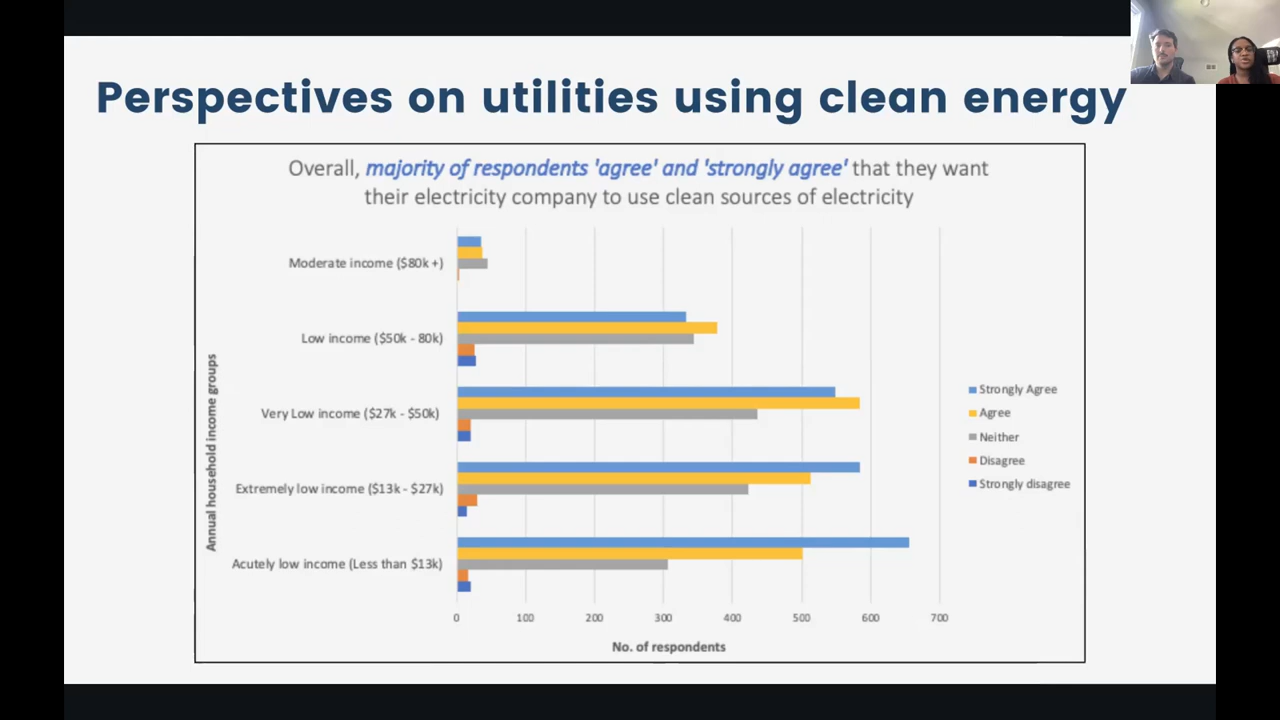 Perspectives on utilities using clean energy
Overall, majority of respondents 'agree' and 'strongly agree' that they want
their electricity company to use clean sources of electricity
Annual household income groups
Moderate income ($80k +)
Low income ($50k - 80k)
Very Low income ($27k - $50k)
Extremely low income ($13k - $27k)
Acutely low income (Less than $13k)
Strongly Agree
Agree
Neither
Disagree
Strongly disagree
0 100 200 300 400 500 600 700
No. of respondents